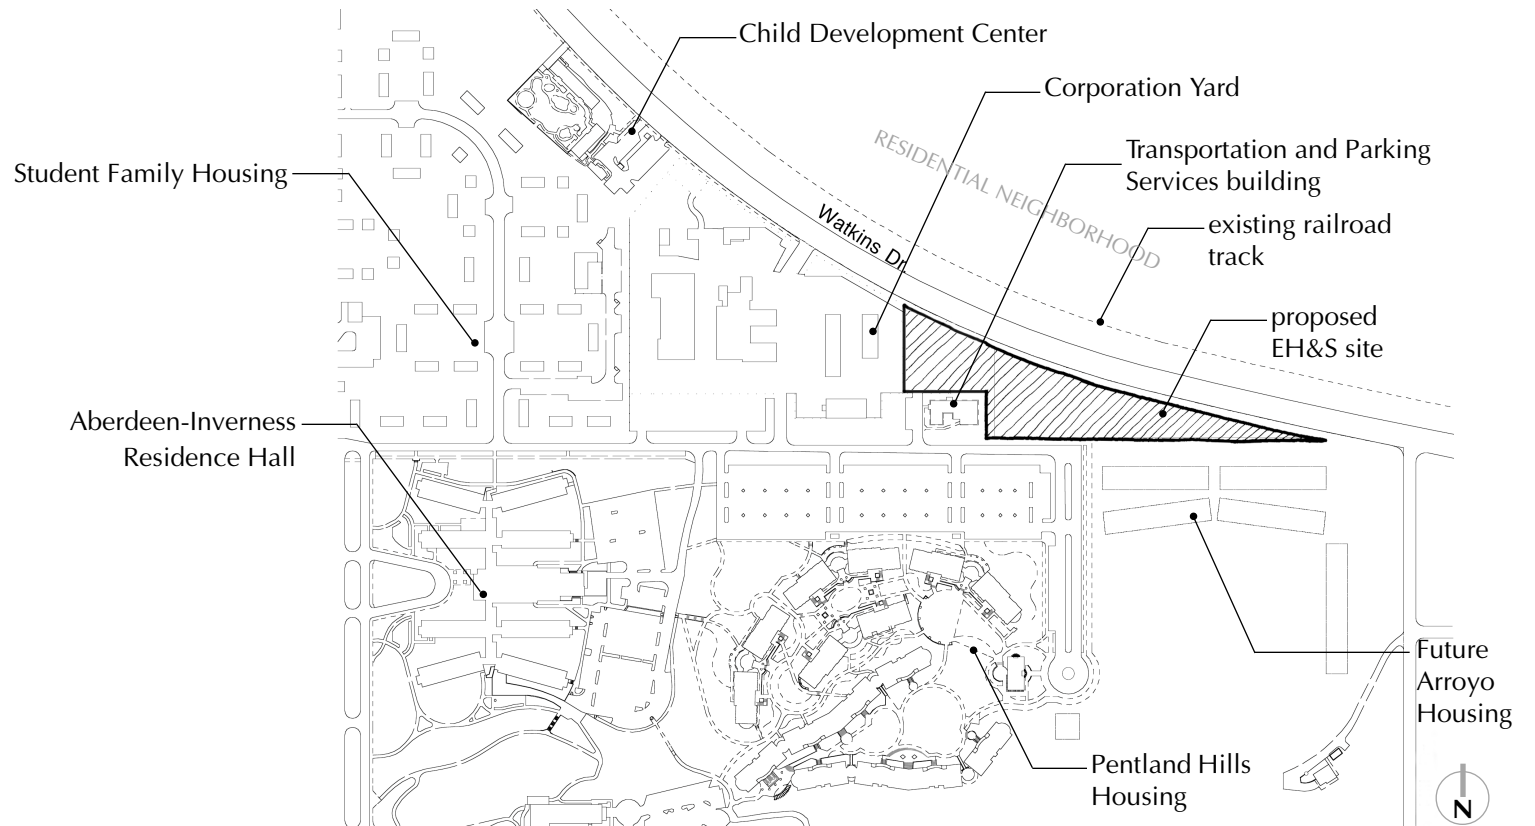 Child Development Center
Corporation Yard
RESIDENTIAL NEIGHBORHOOD
Transportation and Parking
Services building
Student Family Housing
Watkins Dr.
existing railroad
track
proposed
EH&S site
Aberdeen-Inverness
Residence Hall
Future
Arroyo
Housing
Pentland Hills
Housing
N